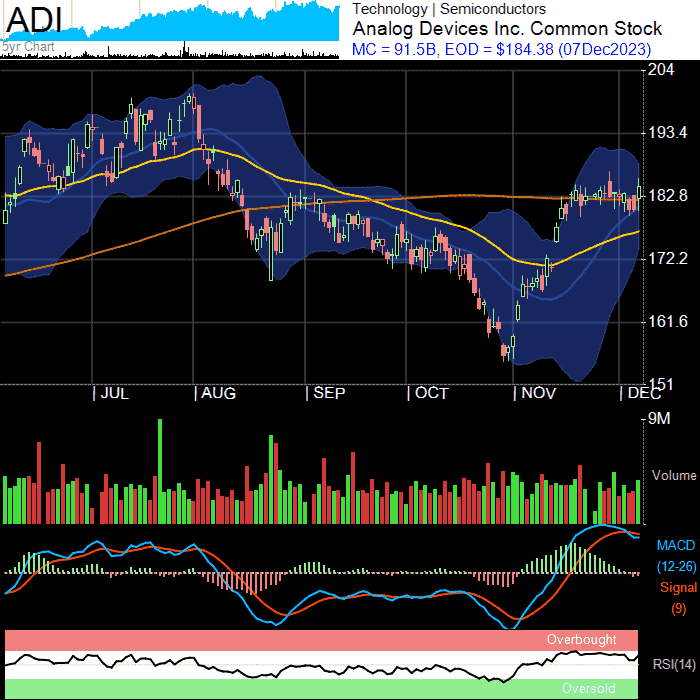 ADI
5yr Chart
Technology | Semiconductors
Analog Devices Inc. Common Stock
MC = 91.5B, EOD = $184.38 (07Dec2023)
204
193.4
182.8
172.2
161.6
151
| JUL | AUG | SEP | OCT | NOV | DEC
9M
Volume
MACD
(12-26)
Signal
(9)
Overbought
RSI(14)
Oversold